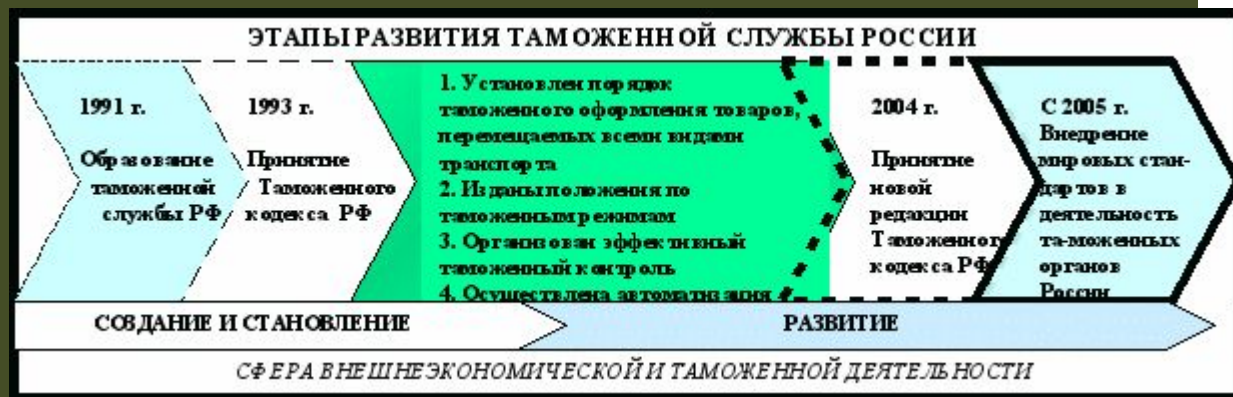 ЭТАПЫ РАЗВИТИЯ ТАМОЖЕННОЙ СЛУЖБЫ РОССИИ
1991 г.
Образование
таможенной
службы РФ
1993 г.
Принятие
Таможенного
кодекса РФ
1. Установлен порядок
таможенного оформления товаров,
перемещаемых всеми видами
транспорта
2. Изданы положения по
таможенным режимам
3. Организован эффективный
таможенный контроль
4. Осуществлена автоматизация
2004 г.
Принятие
новой
редакции
Таможенного
кодекса РФ
С 2005 г.
Внедрение
мировых стан-
дартов в
деятельность
та-моженных
органов
России
СОЗДАНИЕ И СТАНОВЛЕНИЕ
РАЗВИТИЕ
СФЕРА ВНЕШНЕЭКОНОМИЧЕСКОЙ И ТАМОЖЕННОЙ ДЕЯТЕЛЬНОСТИ